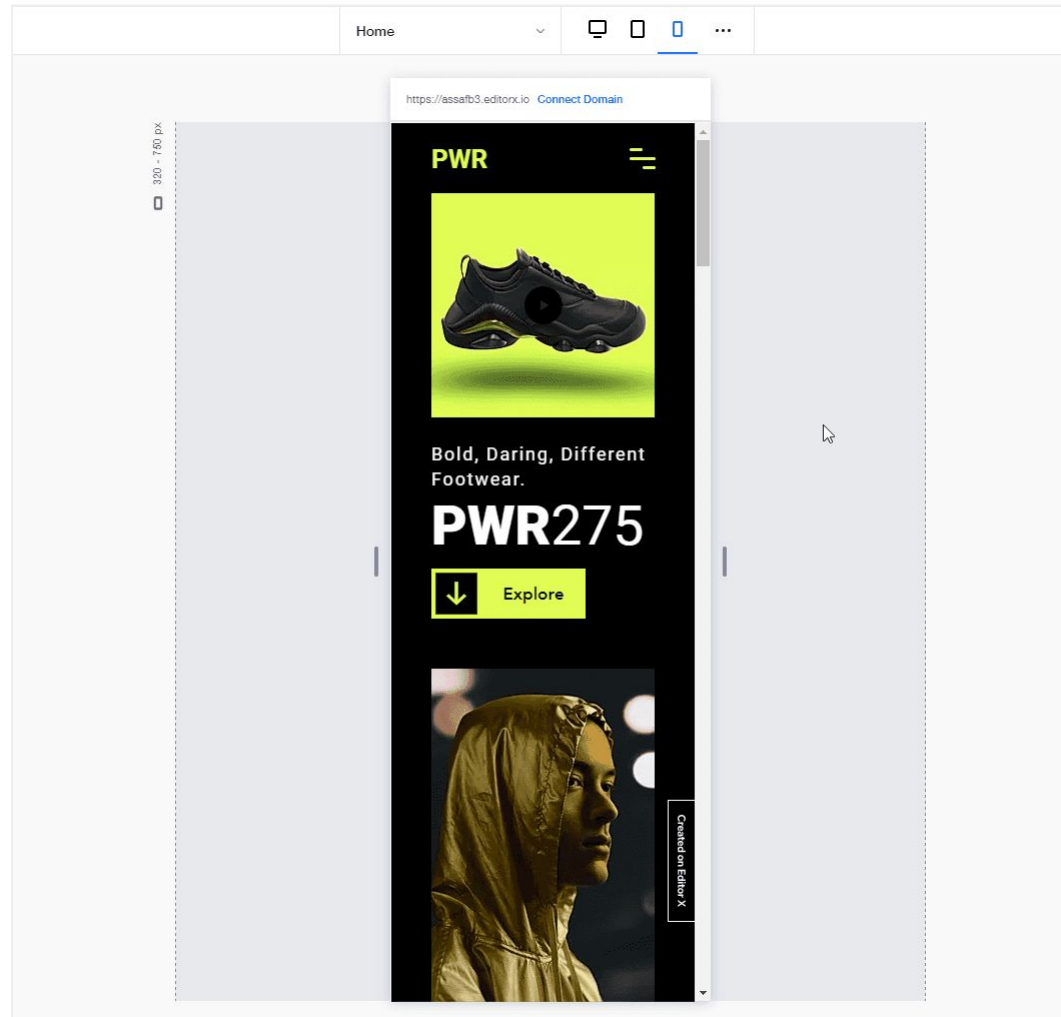 Home
https://assafb3.editorx.io Connect Domain
320 - 750 px
PWR
Bold, Daring, Different
Footwear.
PWR275
Explore
Created on Editor X